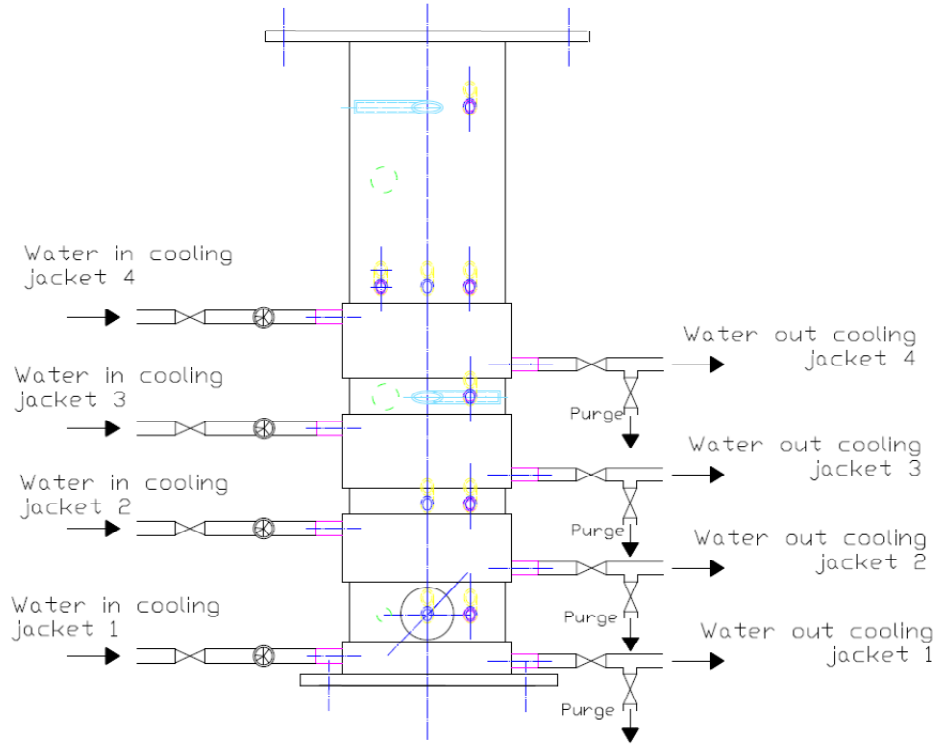 Water in cooling
jacket 4
Water out cooling
jacket 4
Purge
Water in cooling
jacket 3
Water out cooling
jacket 3
Purge
Water in cooling
jacket 2
Water out cooling
jacket 2
Purge
Water in cooling
jacket 1
Water out cooling
jacket 1
Purge